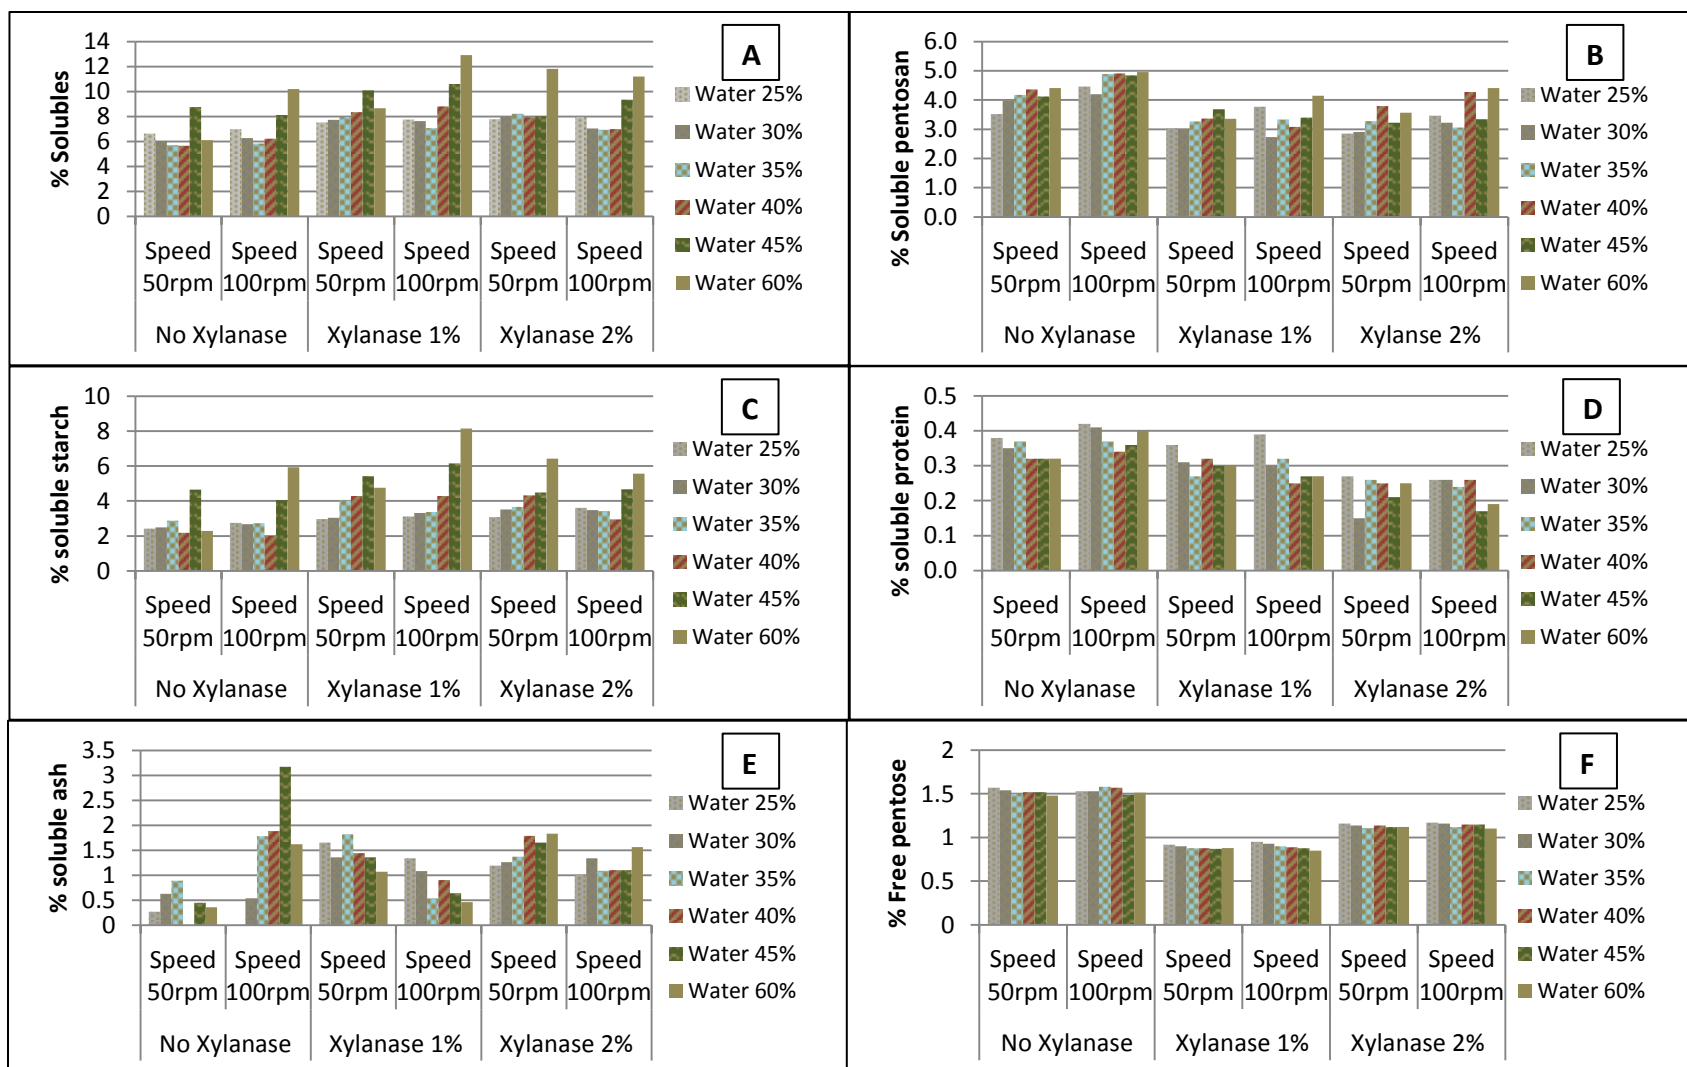 A
% Solubles
14
12
10
8
6
4
2
0
Speed 50rpm
Speed 100rpm
Speed 50rpm
Speed 100rpm
Speed 50rpm
Speed 100rpm
No Xylanase
Xylanase 1%
Xylanase 2%
Water 25%
Water 30%
Water 35%
Water 40%
Water 45%
Water 60%
B
% Soluble pentosan
6.0
5.0
4.0
3.0
2.0
1.0
0.0
Speed 50rpm
Speed 100rpm
Speed 50rpm
Speed 100rpm
Speed 50rpm
Speed 100rpm
No Xylanase
Xylanase 1%
Xylanse 2%
Water 25%
Water 30%
Water 35%
Water 40%
Water 45%
Water 60%
C
% soluble starch
10
8
6
4
2
0
Speed 50rpm
Speed 100rpm
Speed 50rpm
Speed 100rpm
Speed 50rpm
Speed 100rpm
No Xylanase
Xylanase 1%
Xylanase 2%
Water 25%
Water 30%
Water 35%
Water 40%
Water 45%
Water 60%
D
% soluble protein
0.5
0.4
0.3
0.2
0.1
0.0
Speed 50rpm
Speed 100rpm
Speed 50rpm
Speed 100rpm
Speed 50rpm
Speed 100rpm
No Xylanase
Xylanase 1%
Xylanase 2%
Water 25%
Water 30%
Water 35%
Water 40%
Water 45%
Water 60%
E
% soluble ash
3.5
3
2.5
2
1.5
1
0.5
0
Speed 50rpm
Speed 100rpm
Speed 50rpm
Speed 100rpm
Speed 50rpm
Speed 100rpm
No Xylanase
Xylanase 1%
Xylanase 2%
Water 25%
Water 30%
Water 35%
Water 40%
Water 45%
Water 60%
F
% Free pentose
2
1.5
1
0.5
0
Speed 50rpm
Speed 100rpm
Speed 50rpm
Speed 100rpm
Speed 50rpm
Speed 100rpm
No Xylanase
Xylanase 1%
Xylanase 2%
Water 25%
Water 30%
Water 35%
Water 40%
Water 45%
Water 60%